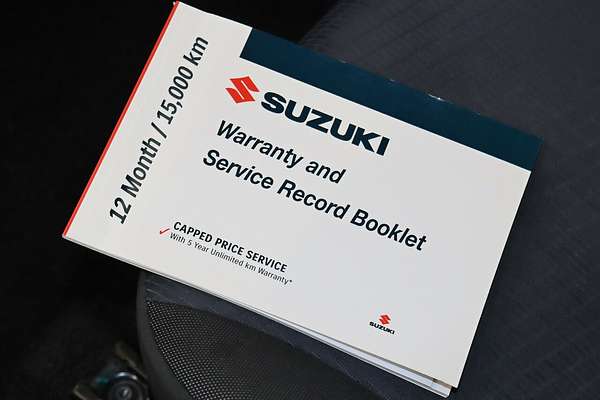 12 Month / 15,000 km
SUZUKI
Warranty and
Service Record Booklet
CAPPED PRICE SERVICE
With 5 Year Unlimited km Warranty*
SUZUKI